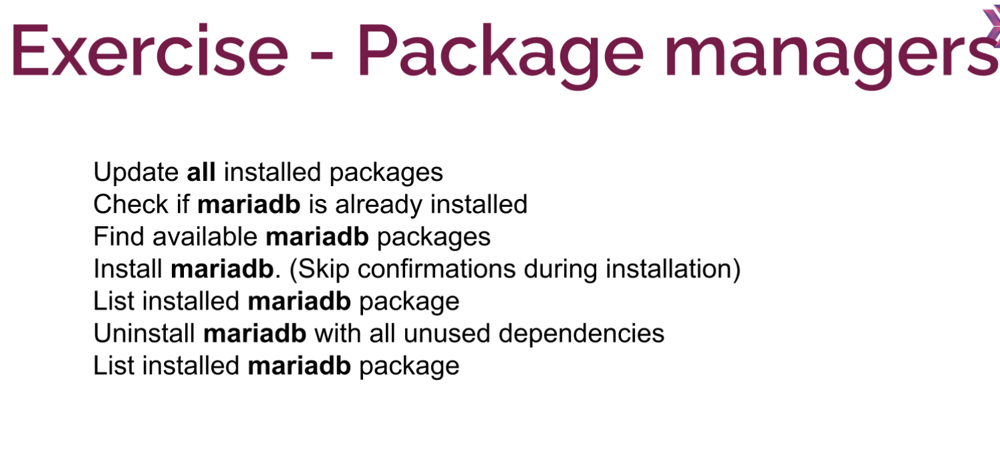 Exercise - Package managers
Update all installed packages
Check if mariadb is already installed
Find available mariadb packages
Install mariadb. (Skip confirmations during installation)
List installed mariadb package
Uninstall mariadb with all unused dependencies
List installed mariadb package